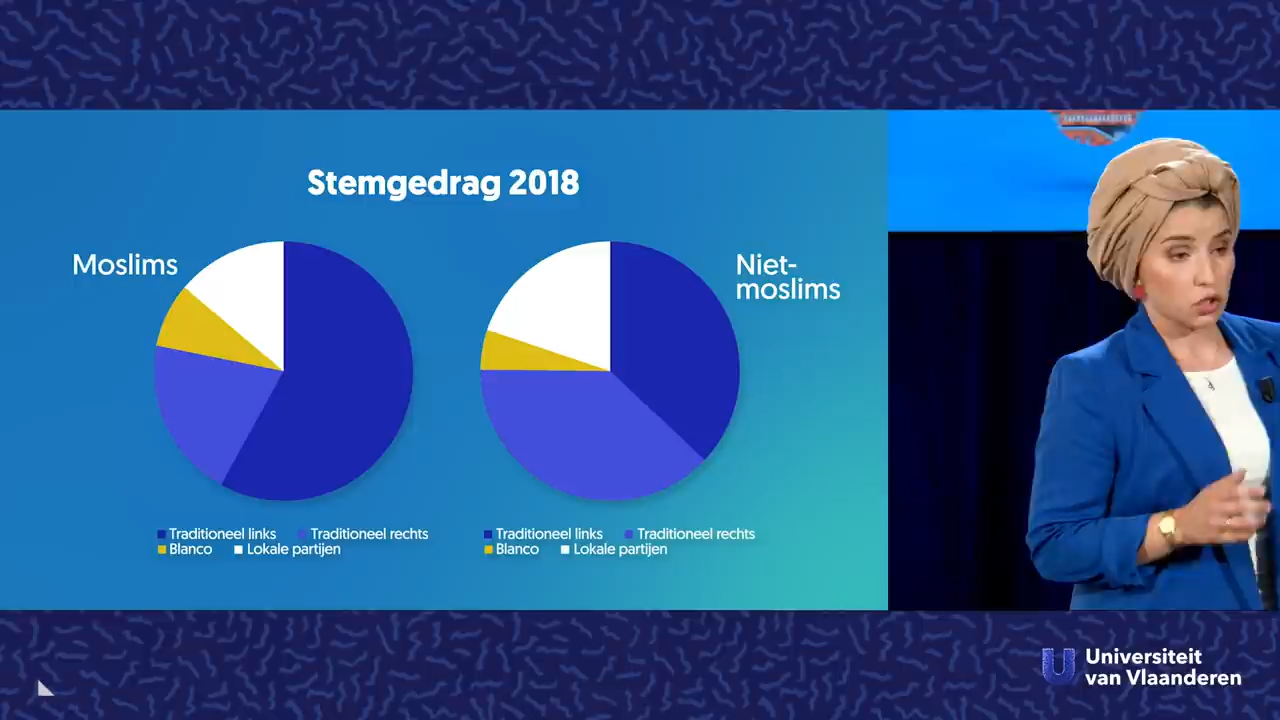 Stemgedrag 2018
Moslims
Niet-
moslims
Traditioneel links Traditioneel rechts
Blanco Lokale partijen
Traditioneel links Traditioneel rechts
Blanco Lokale partijen
Universiteit
van Vlaanderen